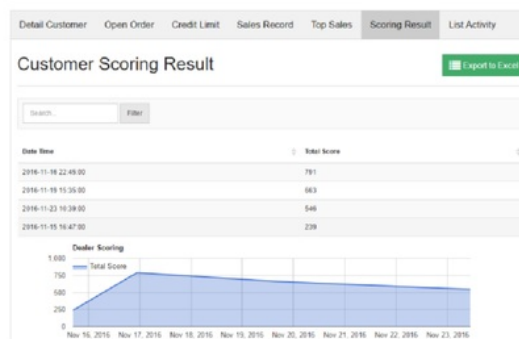 Detail Customer Open Order Credit Limit Sales Record Top Sales Scoring Result List Activity
Customer Scoring Result
Export to Excel
Search... Filter
Date Time Total Score
2016-11-16 22:49:00 791
2016-11-19 15:35:00 663
2016-11-23 10:39:00 546
2016-11-15 16:47:00 239
Dealer Scoring
Total Score
1,000
750
500
250
0
Nov 16, 2016 Nov 17, 2016 Nov 18, 2016 Nov 19, 2016 Nov 20, 2016 Nov 21, 2016 Nov 22, 2016 Nov 23, 2016